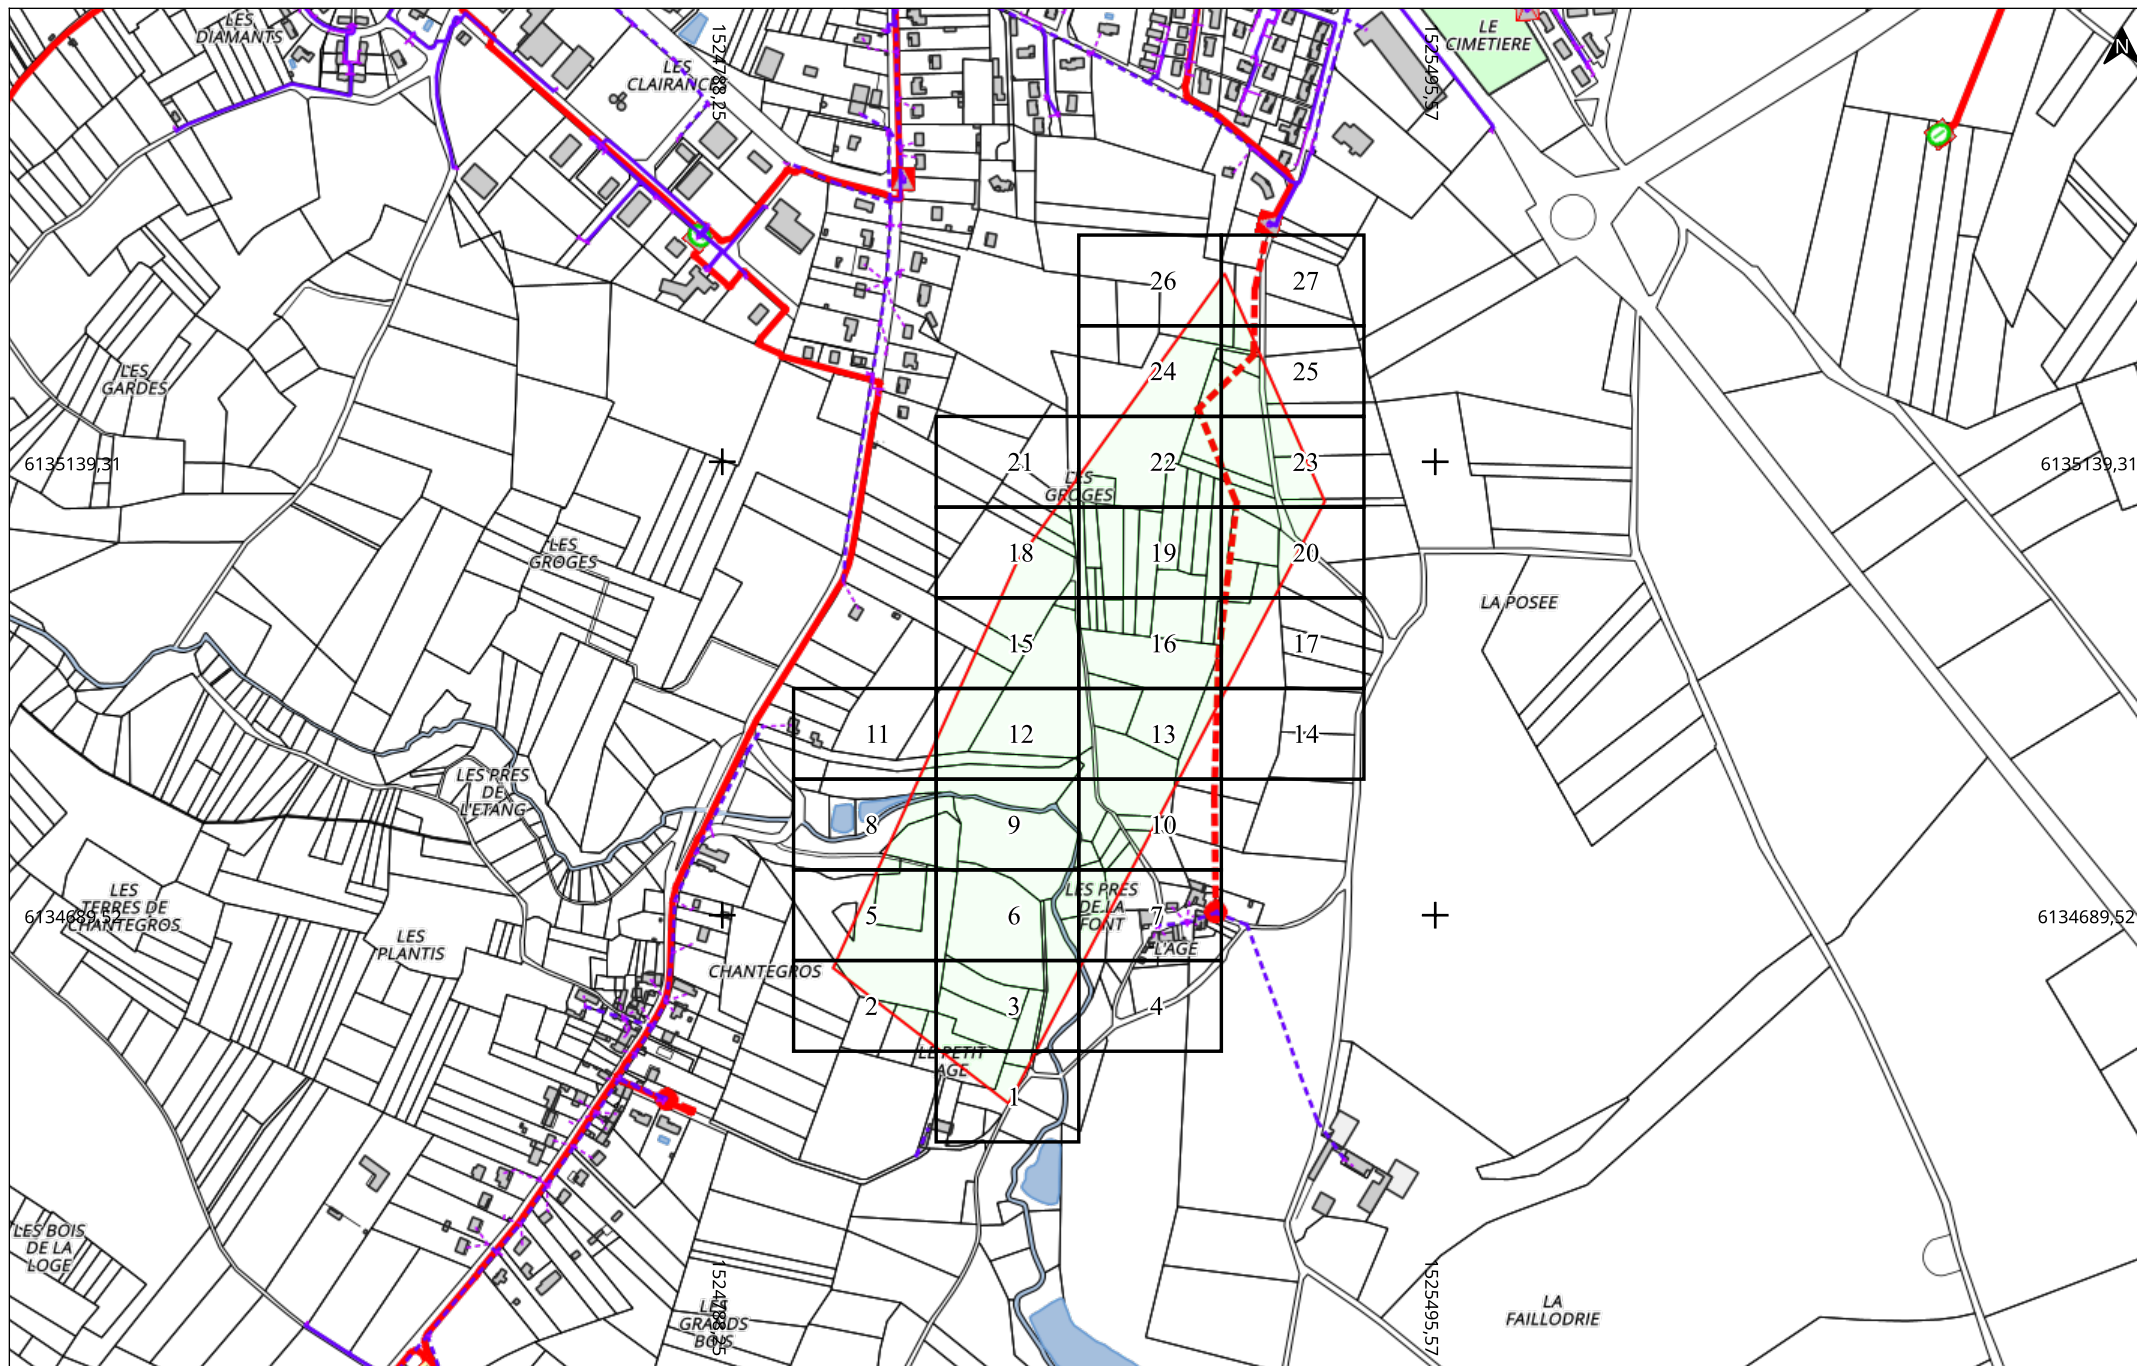 LES
DIAMANTS
LES
CLAIRANCES
1524788,25
1525495,57
LE
CIMETIERE
N
26
27
LES
GARDES
24
25
6135139,31
21
22
23
6135139,31
LES
GROGES
LES
GROGES
18
19
20
LA POSEE
15
16
17
11
12
13
14
LES PRES
DE
L'ETANG
8
9
10
LES
TERRES DE
CHANTEGROS
6134689,52
LES
PLANTIS
5
6
LES PRES
DE LA
FONT
7
L'AGE
6134689,52
CHANTEGROS
2
3
4
LE PETIT
AGE
1
LES BOIS
DE LA
LOGE
1524788,25
LES
GRANDS
BOIS
1525495,57
LA
FAILLODRIE